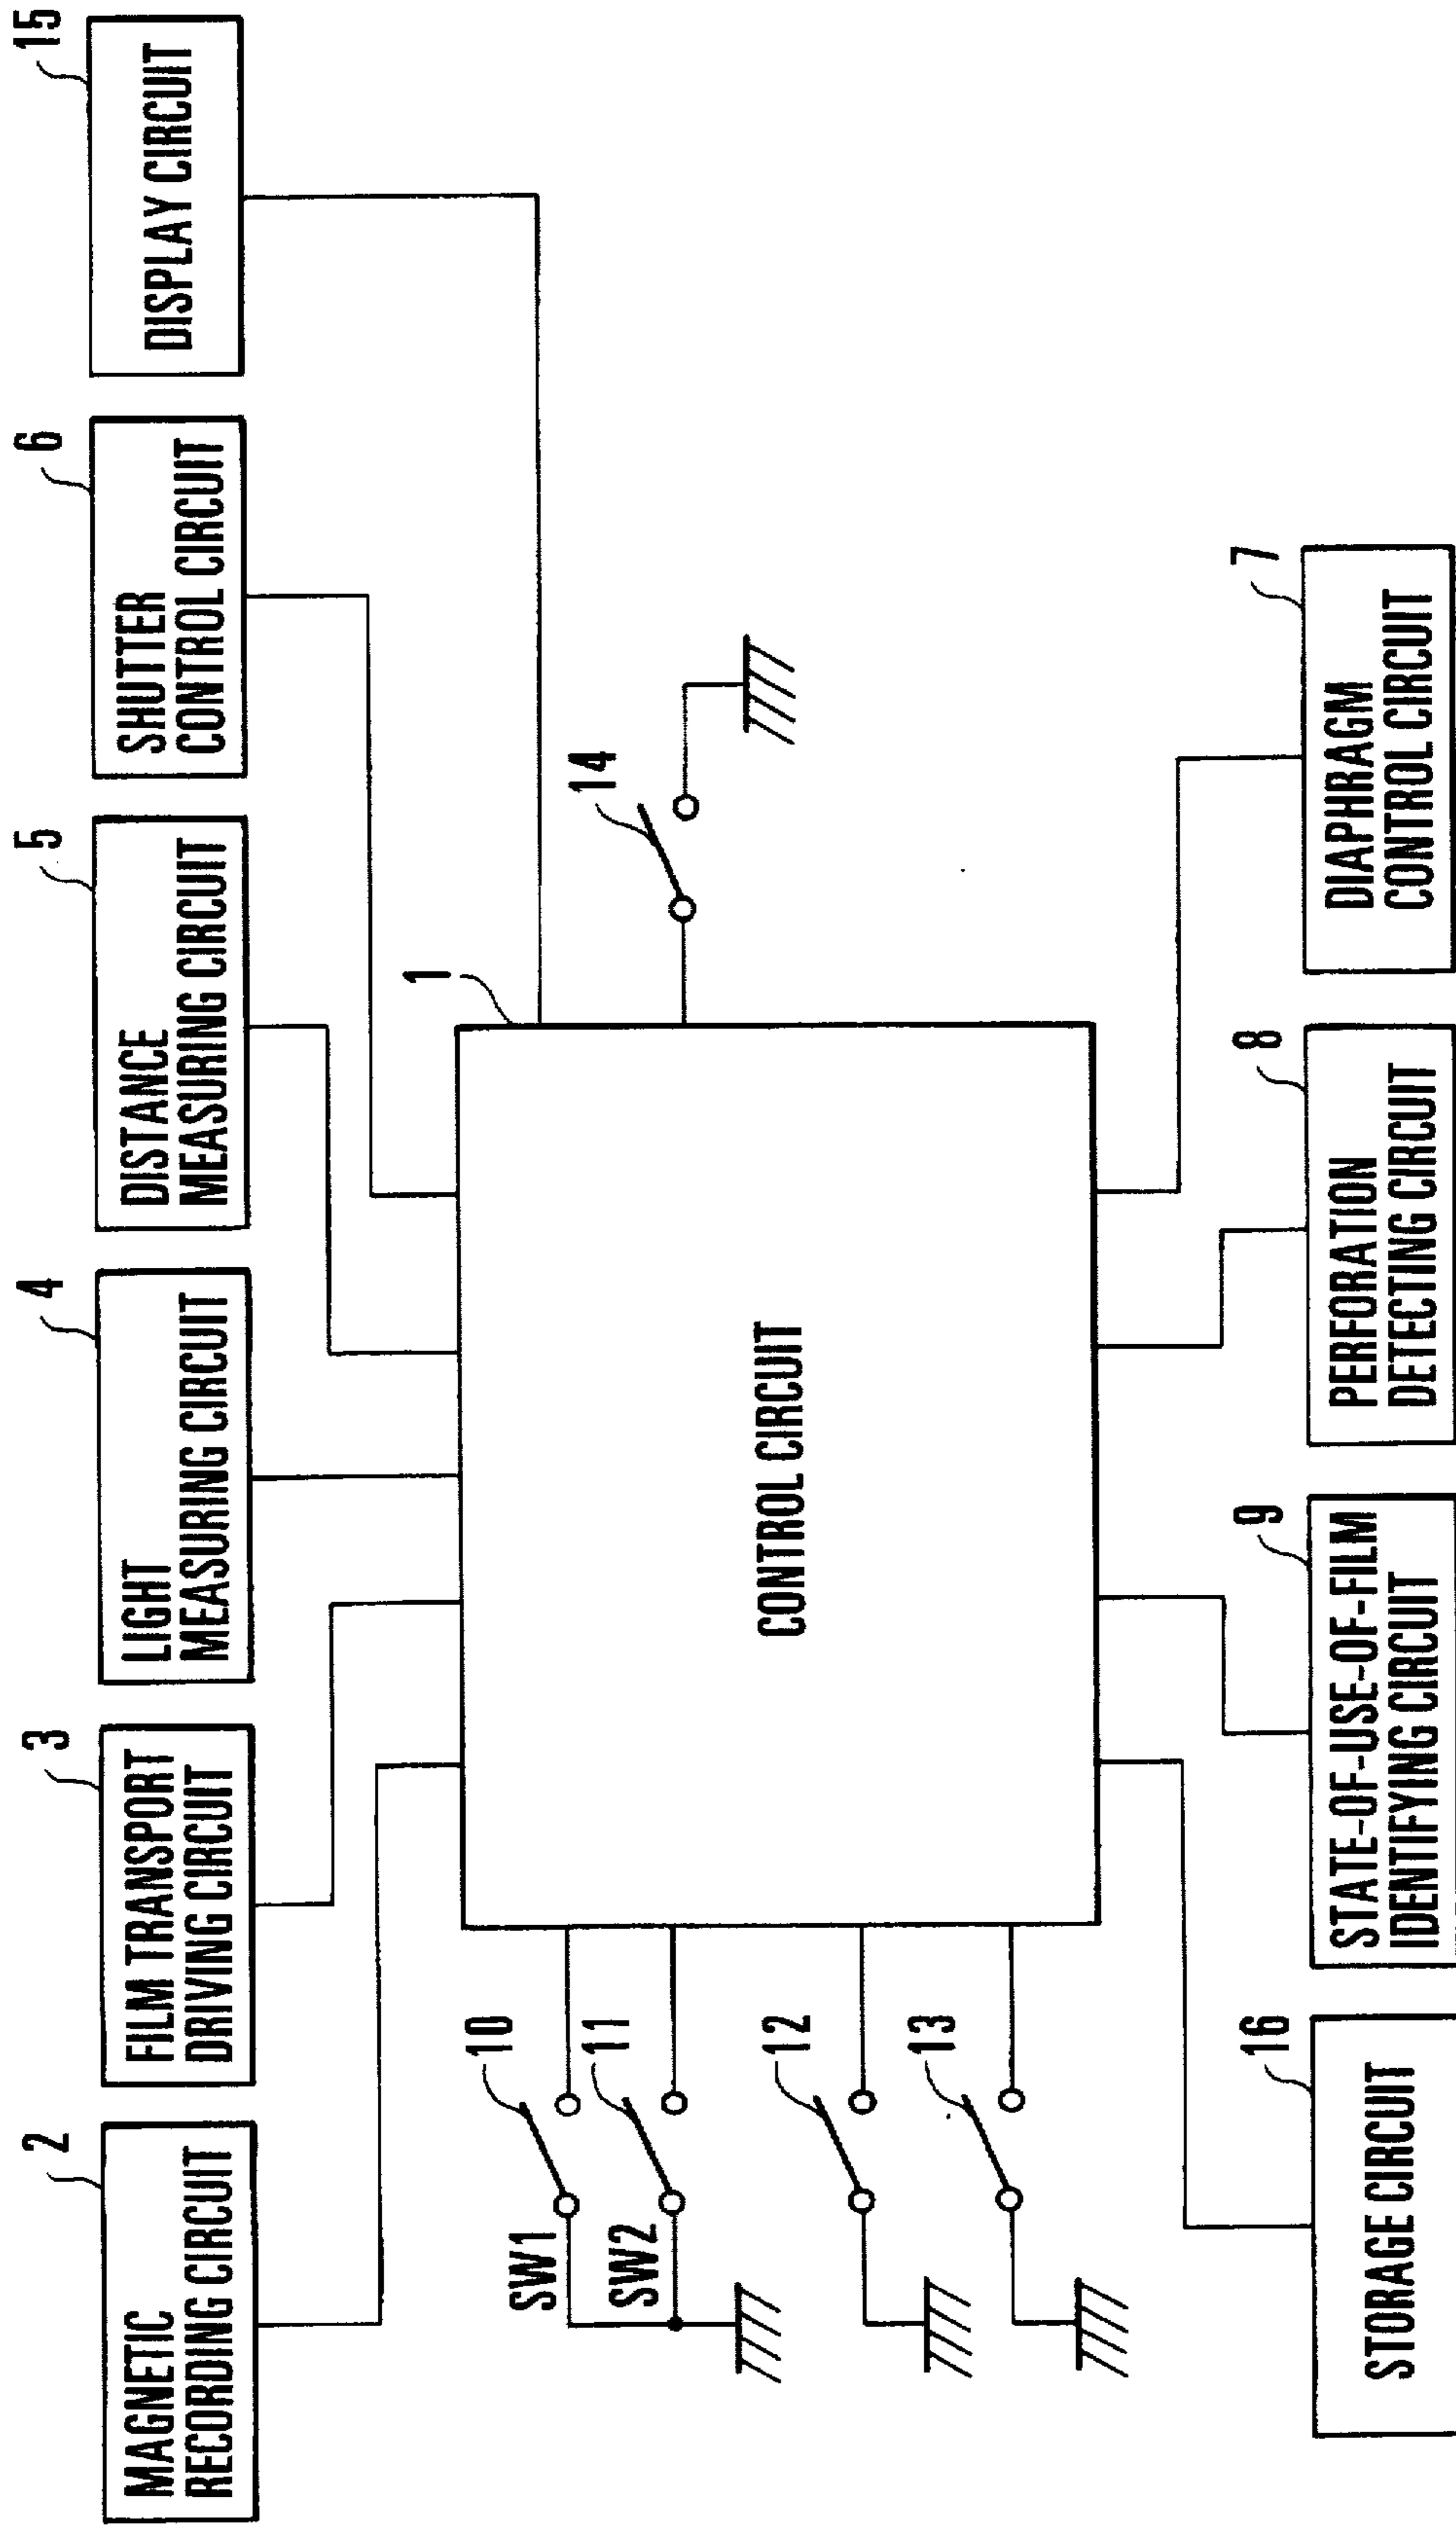 2
MAGNETIC
RECORDING CIRCUIT
3
FILM TRANSPORT
DRIVING CIRCUIT
4
LIGHT
MEASURING CIRCUIT
5
DISTANCE
MEASURING CIRCUIT
6
SHUTTER
CONTROL CIRCUIT
15
DISPLAY CIRCUIT
1
CONTROL CIRCUIT
10
SW1
11
SW2
12
13
14
16
STORAGE CIRCUIT
9
STATE-OF-USE-OF-FILM
IDENTIFYING CIRCUIT
8
PERFORATION
DETECTING CIRCUIT
7
DIAPHRAGM
CONTROL CIRCUIT